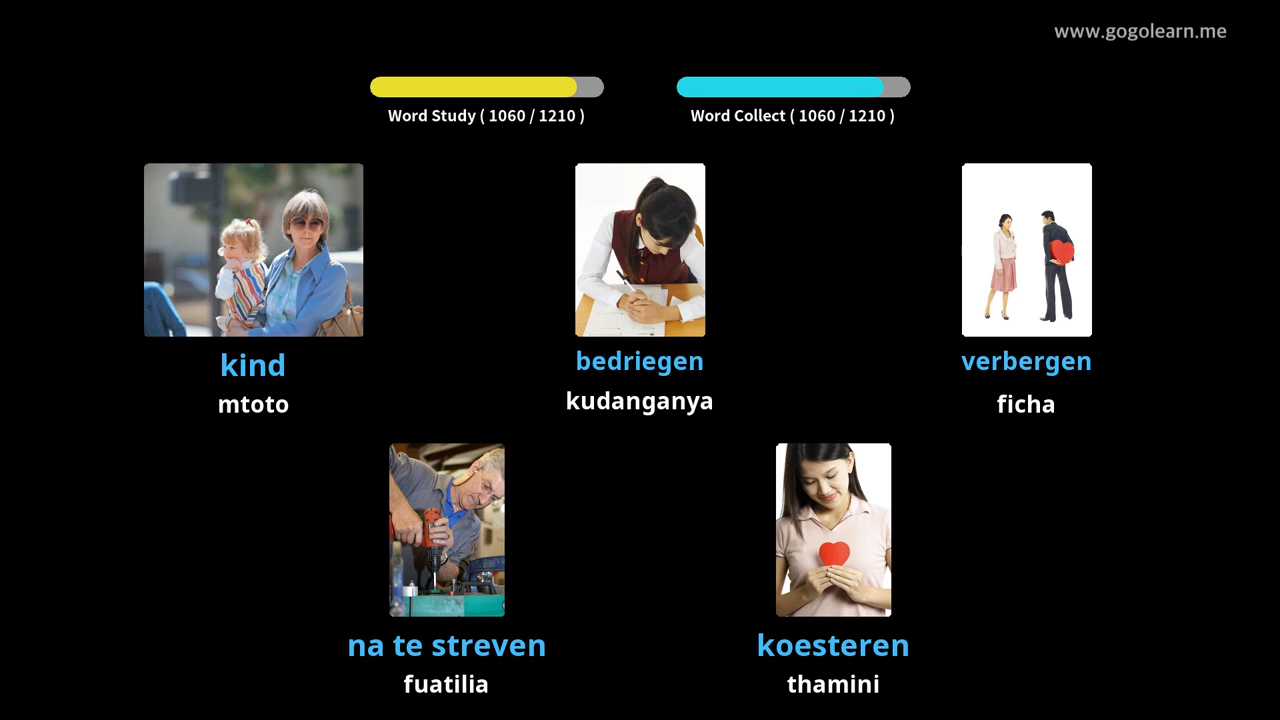 www.gogolearn.me
Word Study ( 1060 / 1210 )
Word Collect ( 1060 / 1210 )
kind
mtoto
bedriegen
kudanganya
verbergen
ficha
na te streven
fuatilia
koesteren
thamini